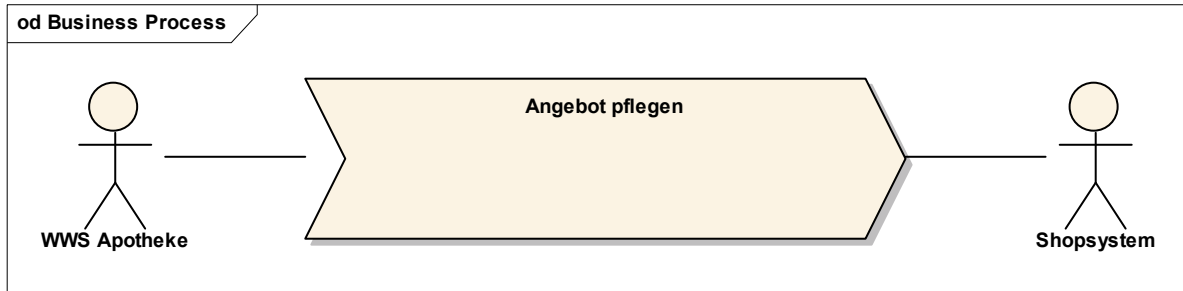 od Business Process
Angebot pflegen
WWS Apotheke
Shopsystem